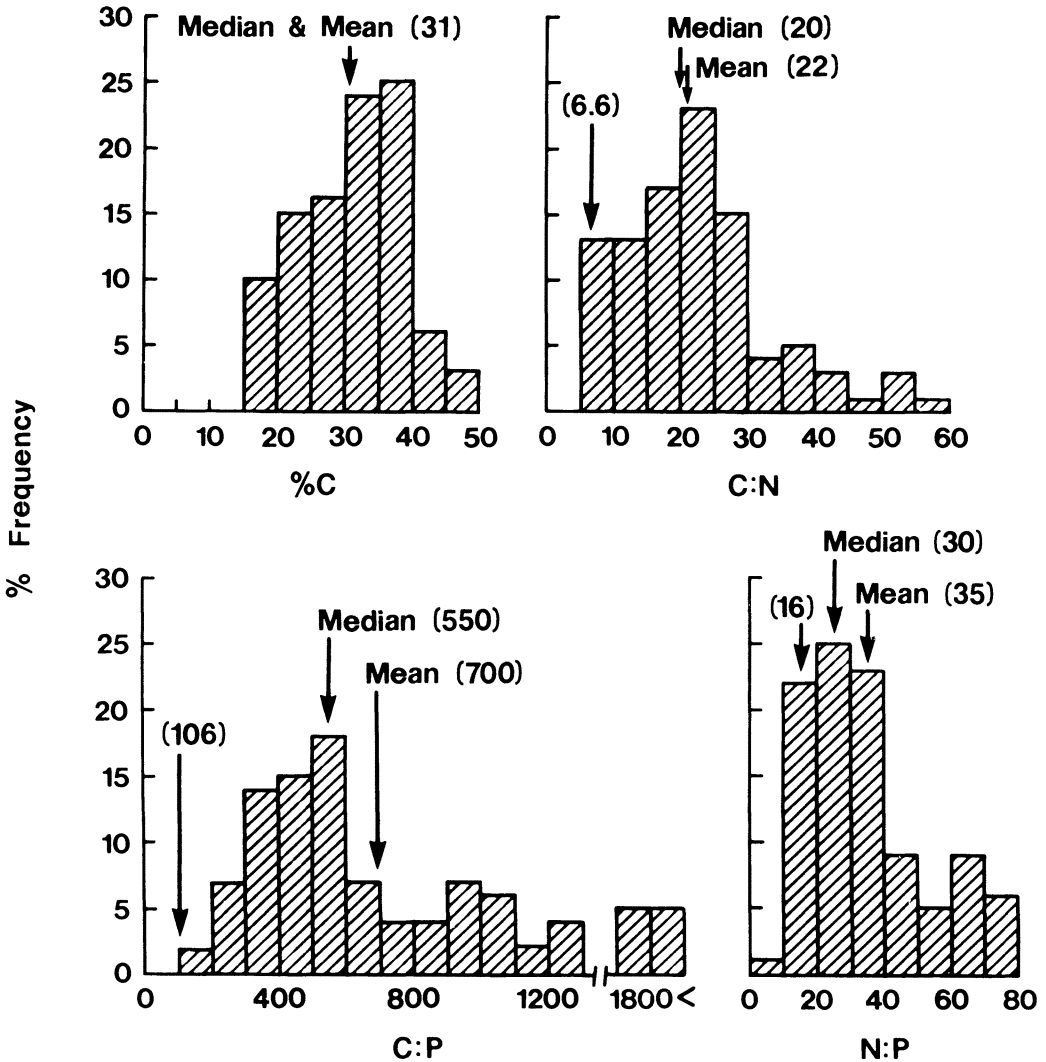 Median & Mean (31)
30
25
20
15
10
5
0
0 10 20 30 40 50
%C
Median (20)
Mean (22)
(6.6)
0 10 20 30 40 50 60
C:N
% Frequency
30
25
20
15
10
5
0
Median (550)
Mean (700)
(106)
0 400 800 1200 1800<
C:P
Median (30)
Mean (35)
(16)
0 20 40 60 80
N:P